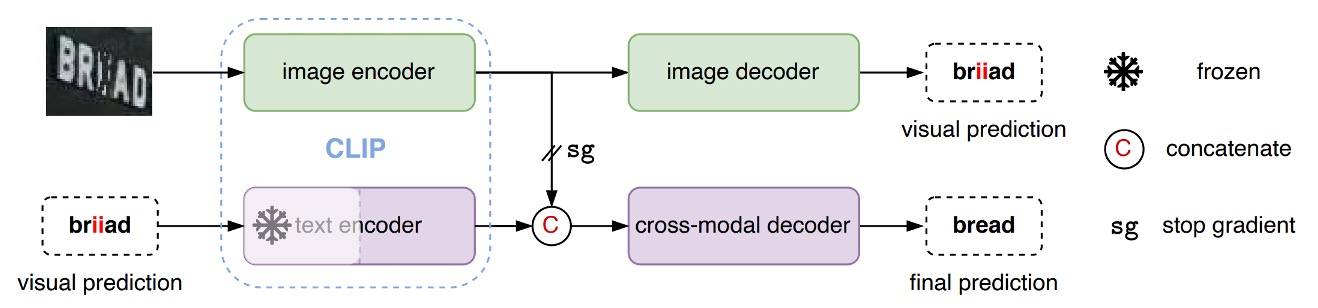 BRIIAD
image encoder
image decoder
briiad
frozen
visual prediction
CLIP
sg
C
concatenate
briiad
text encoder
C
cross-modal decoder
bread
sg
stop gradient
visual prediction
final prediction